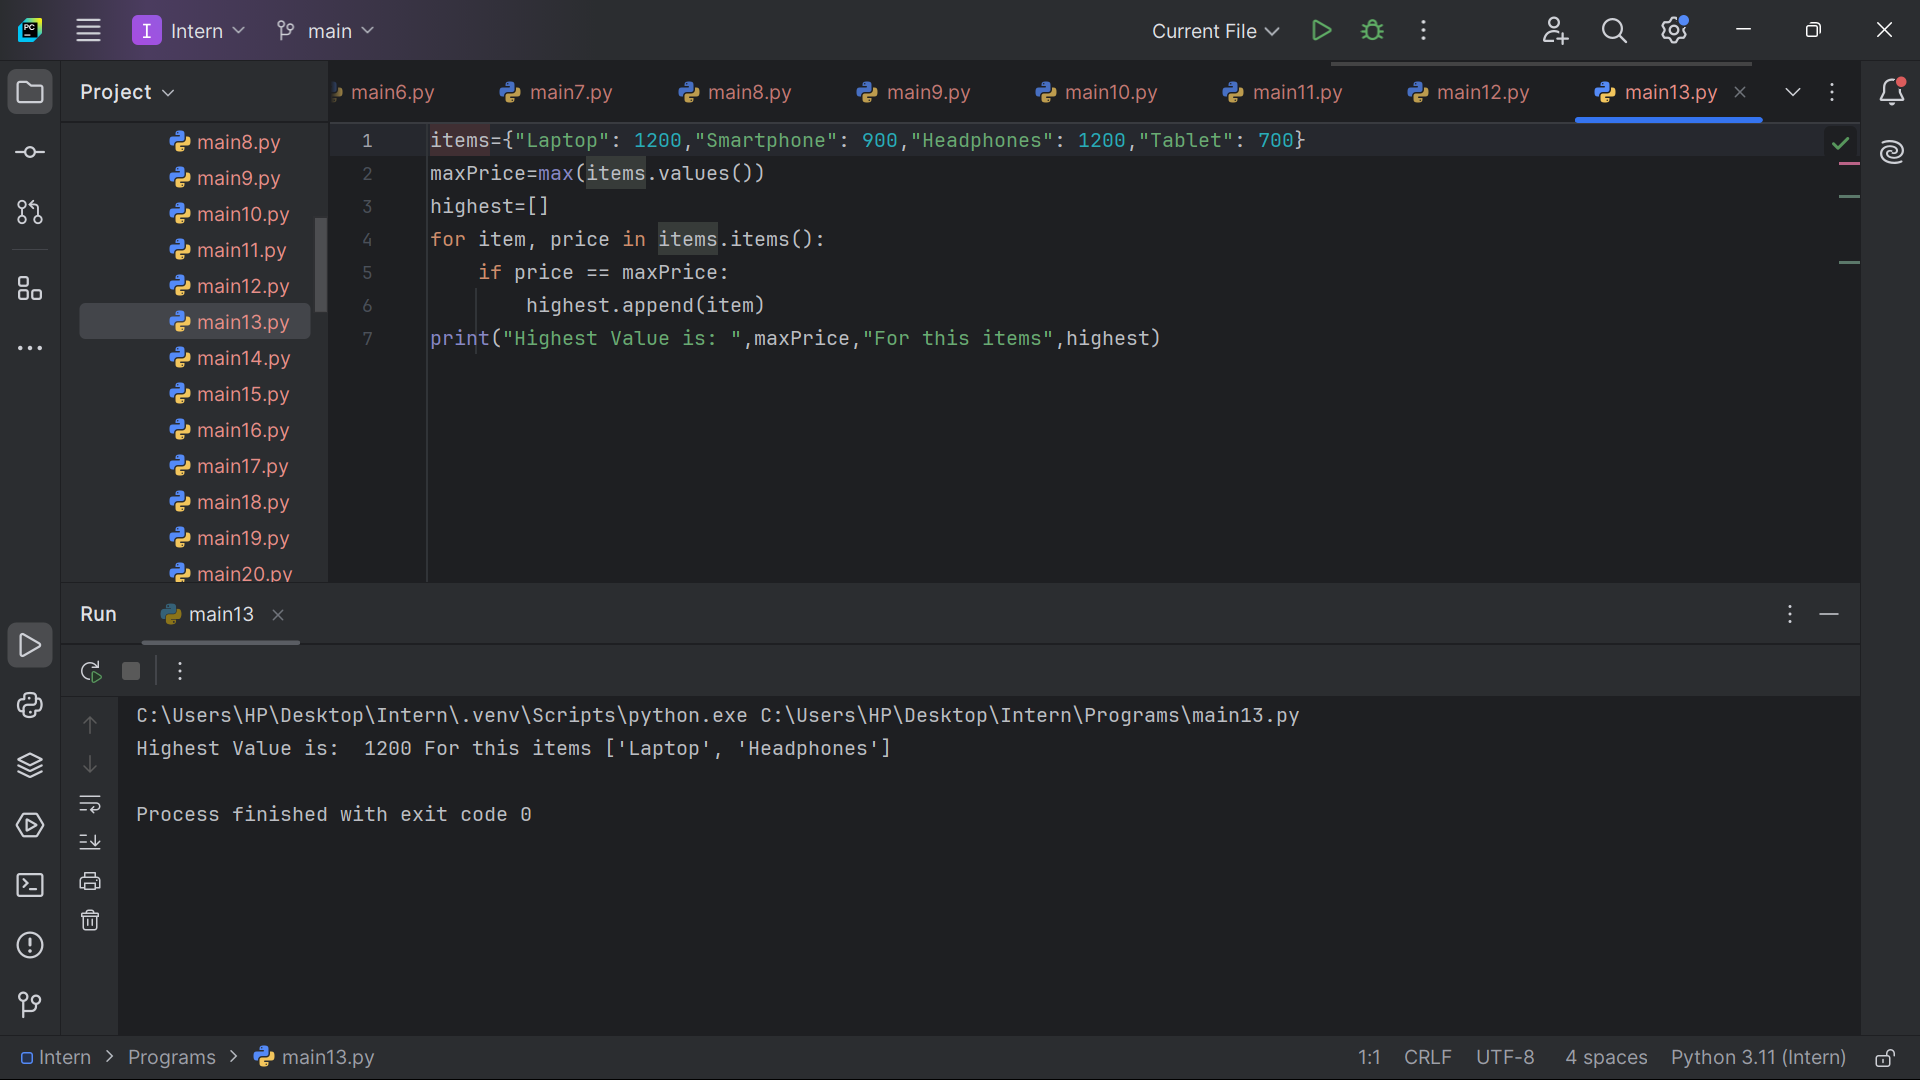 PC I Intern main Current File
Project main6.py main7.py main8.py main9.py main10.py main11.py main12.py main13.py
main8.py
main9.py
main10.py
main11.py
main12.py
main13.py
main14.py
main15.py
main16.py
main17.py
main18.py
main19.py
main20.py
1 items={"Laptop": 1200,"Smartphone": 900,"Headphones": 1200,"Tablet": 700}
2 maxPrice=max(items.values())
3 highest=[]
4 for item, price in items.items():
5     if price == maxPrice:
6         highest.append(item)
7 print("Highest Value is: ",maxPrice,"For this items",highest)
Run main13
C:\Users\HP\Desktop\Intern\.venv\Scripts\python.exe C:\Users\HP\Desktop\Intern\Programs\main13.py
Highest Value is:  1200 For this items ['Laptop', 'Headphones']
Process finished with exit code 0
Intern > Programs > main13.py 1:1 CRLF UTF-8 4 spaces Python 3.11 (Intern)